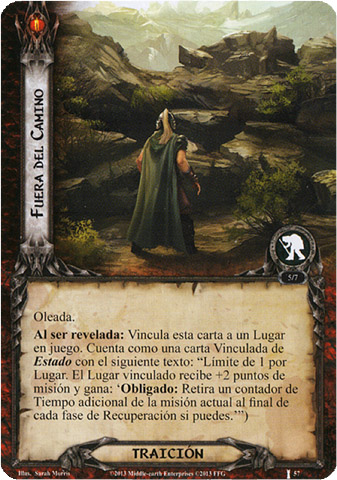 FUERA DEL CAMINO
5/7
Oleada.
Al ser revelada: Vincula esta carta a un Lugar
en juego. Cuenta como una carta Vinculada de
Estado con el siguiente texto: “Límite de 1 por
Lugar. El Lugar vinculado recibe +2 puntos de
misión y gana: ‘Obligado: Retira un contador de
Tiempo adicional de la misión actual al final de
cada fase de Recuperación si puedes.’”)
TRAICIÓN
Illus. Sarah Morris
©2013 Middle-earth Enterprises ©2013 FFG
57